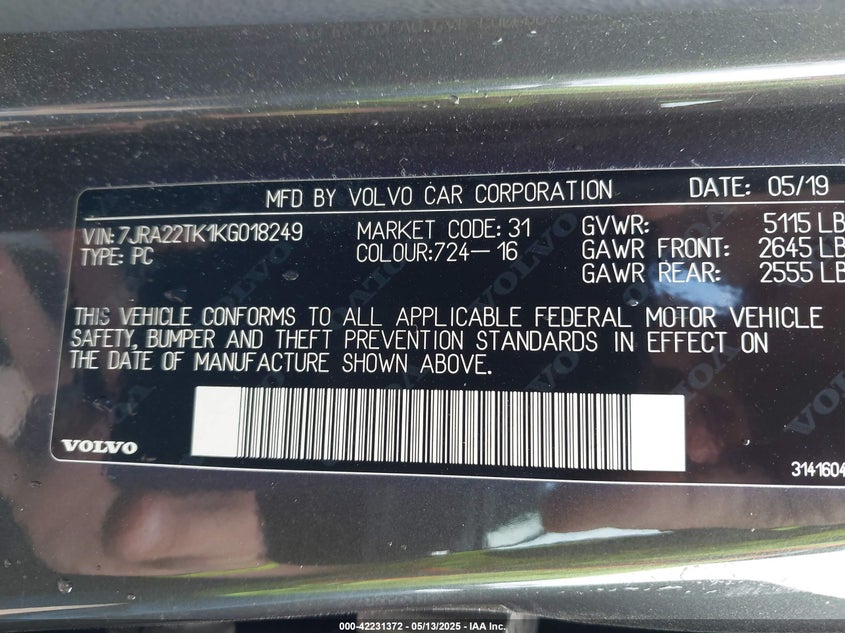 MFD BY VOLVO CAR CORPORATION DATE: 05/19
VIN: 7JRA22TK1KG018249 MARKET CODE: 31 GVWR: 5115 LB
TYPE: PC COLOUR:724-16 GAWR FRONT: 2645 LB
GAWR REAR: 2555 LB
THIS VEHICLE CONFORMS TO ALL APPLICABLE FEDERAL MOTOR VEHICLE
SAFETY, BUMPER AND THEFT PREVENTION STANDARDS IN EFFECT ON
THE DATE OF MANUFACTURE SHOWN ABOVE.
VOLVO
3141604
000-42231372 - 05/13/2025 - IAA Inc.